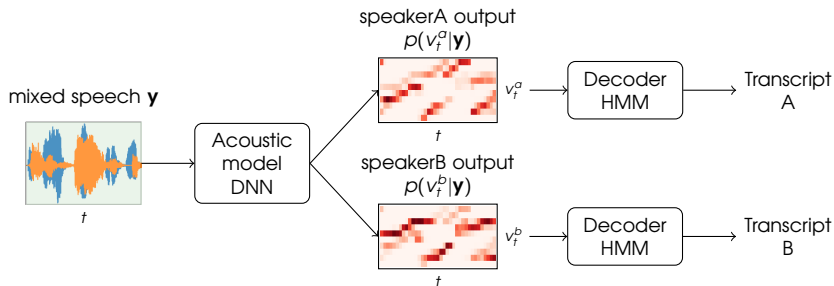 mixed speech y
t
Acoustic
model
DNN
speakerA output
p(v_t^a|y)
t
v_t^a
Decoder
HMM
Transcript
A
speakerB output
p(v_t^b|y)
t
v_t^b
Decoder
HMM
Transcript
B